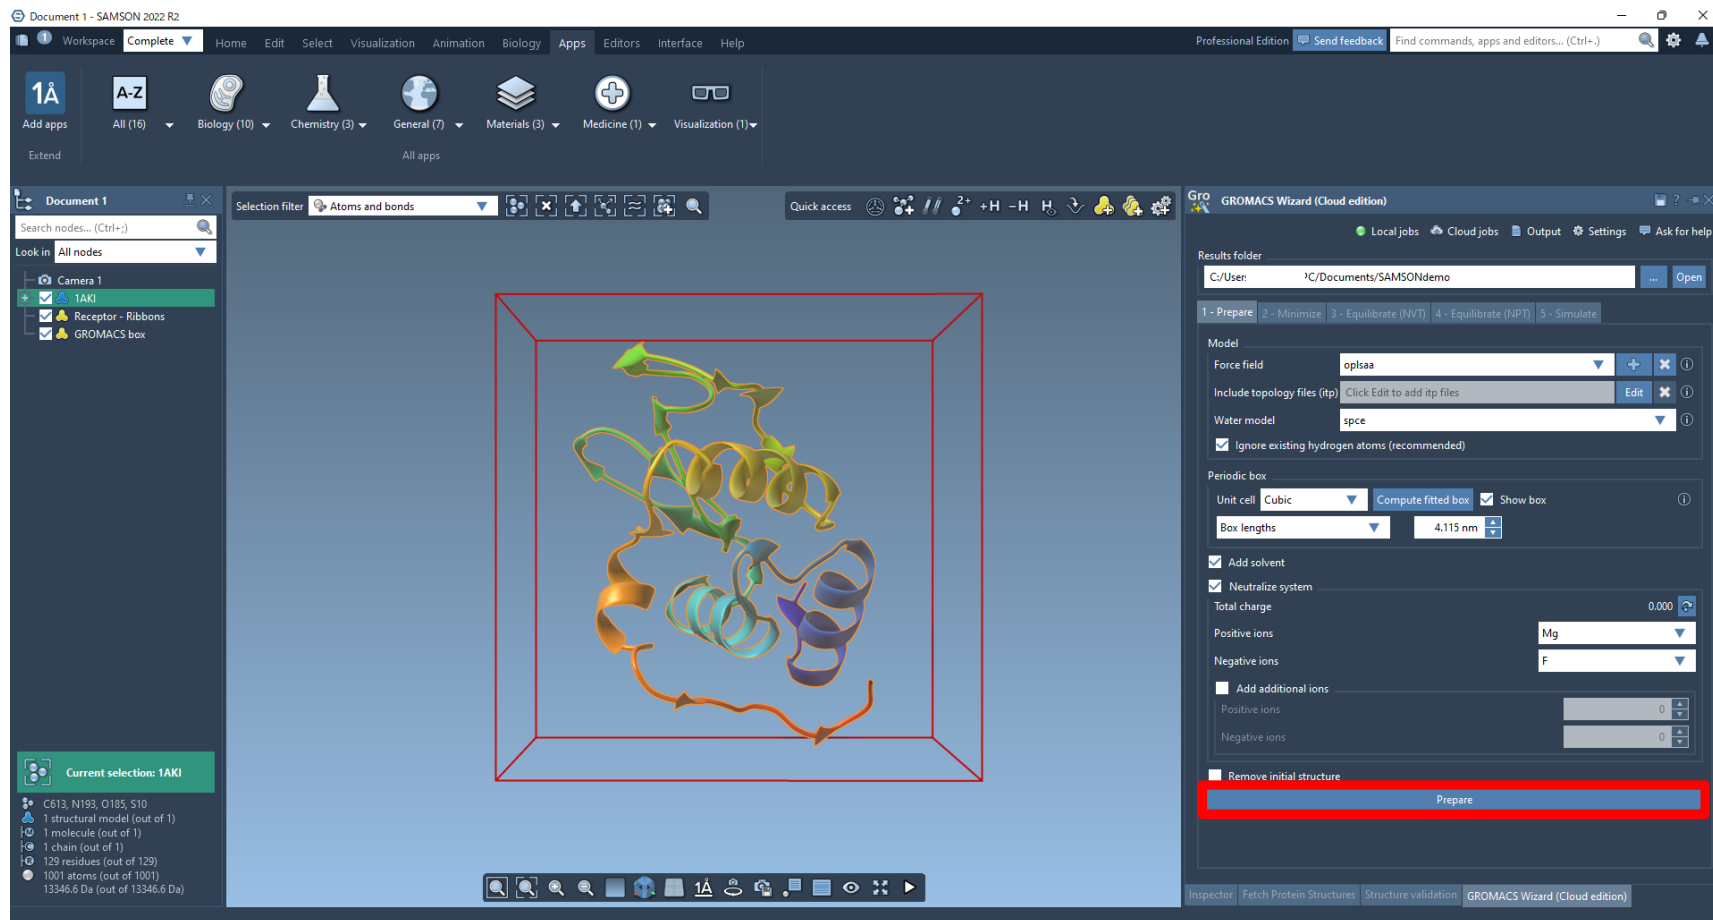 Document 1 - SAMSON 2022 R2
1 Workspace Complete Home Edit Select Visualization Animation Biology Apps Editors Interface Help Professional Edition Send feedback Find commands, apps and editors... (Ctrl+.)
1Å A-Z
Add apps All (16) Biology (10) Chemistry (3) General (7) Materials (3) Medicine (1) Visualization (1)
Extend All apps
Document 1
Search nodes... (Ctrl+;)
Look in All nodes
Camera 1
1AKI
Receptor - Ribbons
GROMACS box
Current selection: 1AKI
C613, N193, O185, S10
1 structural model (out of 1)
1 molecule (out of 1)
1 chain (out of 1)
129 residues (out of 129)
1001 atoms (out of 1001)
13346.6 Da (out of 13346.6 Da)
Selection filter Atoms and bonds
Quick access 2+ +H -H H
1Å
Gro GROMACS Wizard (Cloud edition) ?
Local jobs Cloud jobs Output Settings Ask for help
Results folder
C:/User: PC/Documents/SAMSONdemo ... Open
1 - Prepare 2 - Minimize 3 - Equilibrate (NVT) 4 - Equilibrate (NPT) 5 - Simulate
Model
Force field oplsaa
Include topology files (itp) Click Edit to add itp files Edit
Water model spce
Ignore existing hydrogen atoms (recommended)
Periodic box
Unit cell Cubic Compute fitted box Show box
Box lengths 4.115 nm
Add solvent
Neutralize system
Total charge 0.000
Positive ions Mg
Negative ions F
Add additional ions
Positive ions 0
Negative ions 0
Remove initial structure
Prepare
Inspector Fetch Protein Structures Structure validation GROMACS Wizard (Cloud edition)